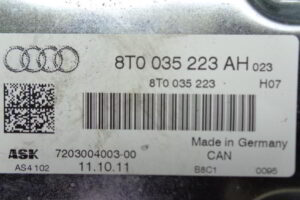 8T0 035 223 AH 023
8T0 035 223 H07
Made in Germany
ASK 7203004003-00 CAN
AS4 102 11.10.11 B8C1 0095